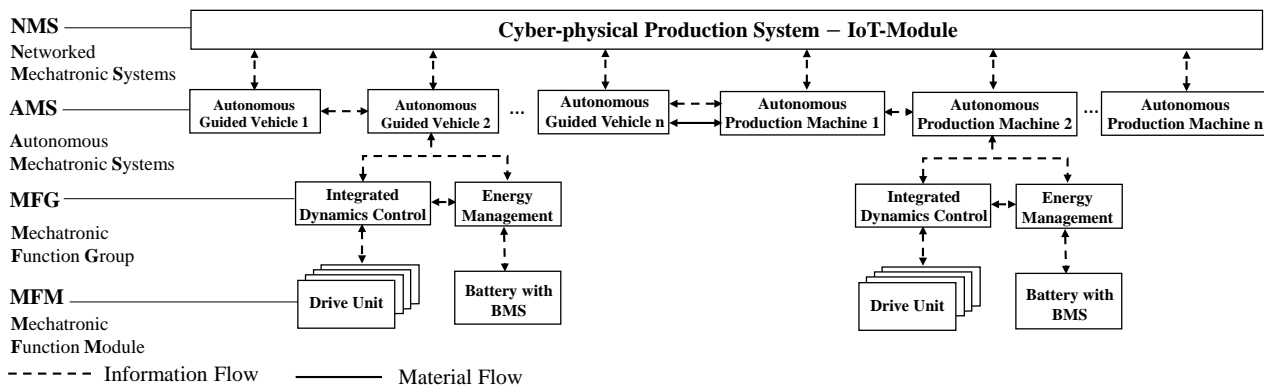 NMS
Networked
Mechatronic Systems
Cyber-physical Production System – IoT-Module
AMS
Autonomous
Mechatronic Systems
Autonomous
Guided Vehicle 1
Autonomous
Guided Vehicle 2
...
Autonomous
Guided Vehicle n
Autonomous
Production Machine 1
Autonomous
Production Machine 2
...
Autonomous
Production Machine n
MFG
Mechatronic
Function Group
Integrated
Dynamics Control
Energy
Management
Integrated
Dynamics Control
Energy
Management
MFM
Mechatronic
Function Module
Drive Unit
Battery with
BMS
Drive Unit
Battery with
BMS
Information Flow
Material Flow